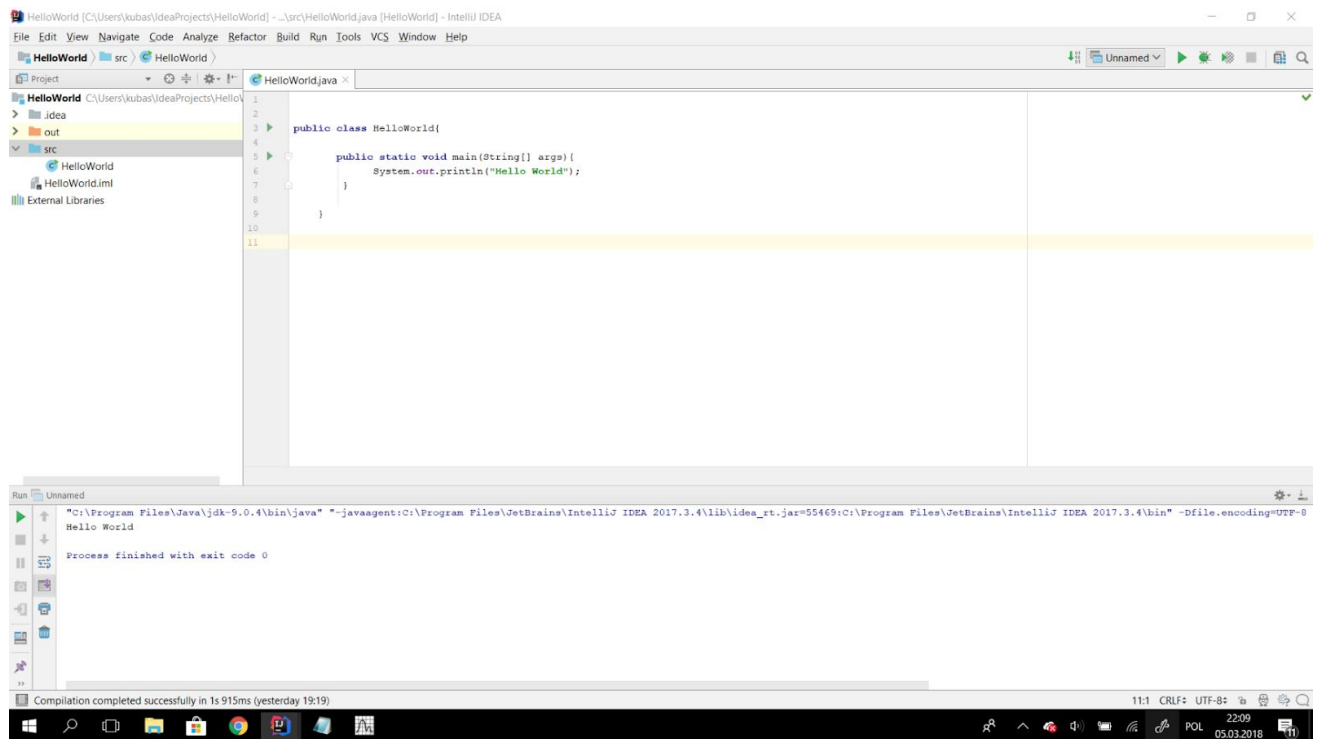 HelloWorld [C:\Users\kubas\IdeaProjects\HelloWorld] - ...\src\HelloWorld.java [HelloWorld] - IntelliJ IDEA
File Edit View Navigate Code Analyze Refactor Build Run Tools VCS Window Help
HelloWorld src HelloWorld Unnamed
Project HelloWorld.java
HelloWorld C:\Users\kubas\IdeaProjects\HelloW
.idea
out
src
HelloWorld
HelloWorld.iml
External Libraries
1
2
3 public class HelloWorld{
4
5 public static void main(String[] args){
6 System.out.println("Hello World");
7 }
8
9 }
10
11
Run Unnamed
"C:\Program Files\Java\jdk-9.0.4\bin\java" "-javaagent:C:\Program Files\JetBrains\IntelliJ IDEA 2017.3.4\lib\idea_rt.jar=55469:C:\Program Files\JetBrains\IntelliJ IDEA 2017.3.4\bin" -Dfile.encoding=UTF-8
Hello World
Process finished with exit code 0
Compilation completed successfully in 1s 915ms (yesterday 19:19) 11:1 CRLF UTF-8
POL 22:09
05.03.2018 11